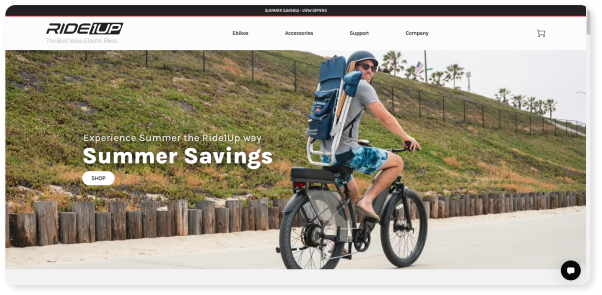 SUMMER SAVINGS - VIEW OFFERS
RIDE1UP
The Best Value Electric Bikes
Ebikes
Accessories
Support
Company
Experience Summer the Ride1Up way
Summer Savings
SHOP